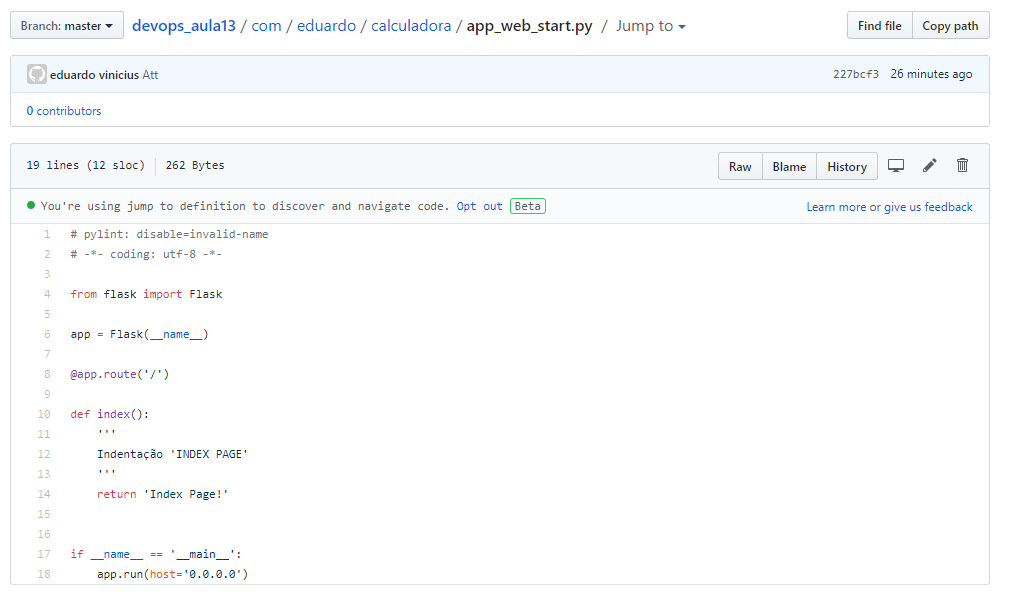 Branch: master devops_aula13 / com / eduardo / calculadora / app_web_start.py / Jump to Find file Copy path
eduardo vinicius Att 227bcf3 26 minutes ago
0 contributors
19 lines (12 sloc) 262 Bytes Raw Blame History
You're using jump to definition to discover and navigate code. Opt out Beta Learn more or give us feedback
1 # pylint: disable=invalid-name
2 # -*- coding: utf-8 -*-
3
4 from flask import Flask
5
6 app = Flask(__name__)
7
8 @app.route('/')
9
10 def index():
11     '''
12     Indentação 'INDEX PAGE'
13     '''
14     return 'Index Page!'
15
16
17 if __name__ == '__main__':
18     app.run(host='0.0.0.0')